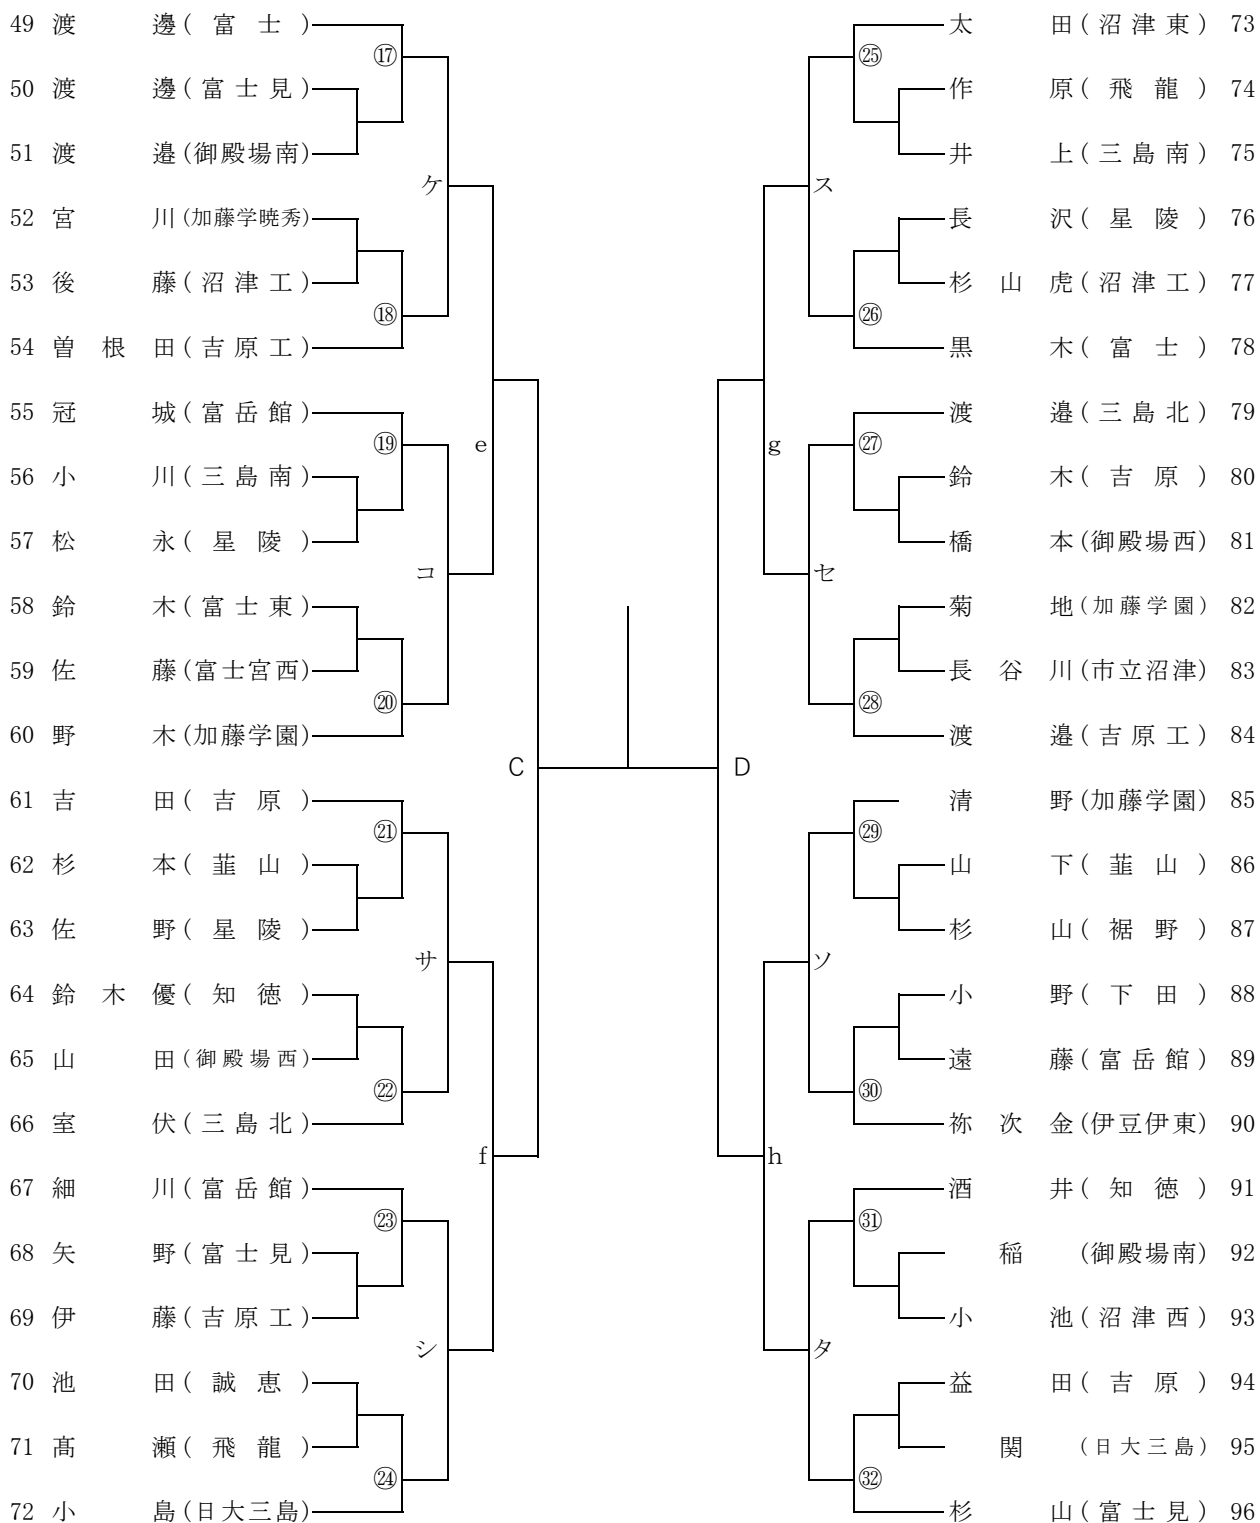 49 渡邊(富士)
⑰
50 渡邊(富士見)
51 渡邉(御殿場南)
ケ
52 宮川(加藤学暁秀)
53 後藤(沼津工)
⑱
54 曽根田(吉原工)
55 冠城(富岳館)
⑲
e
56 小川(三島南)
57 松永(星陵)
コ
58 鈴木(富士東)
59 佐藤(富士宮西)
⑳
60 野木(加藤学園)
C
61 吉田(吉原)
㉑
62 杉本(韮山)
63 佐野(星陵)
サ
64 鈴木優(知徳)
65 山田(御殿場西)
㉒
66 室伏(三島北)
f
67 細川(富岳館)
㉓
68 矢野(富士見)
69 伊藤(吉原工)
シ
70 池田(誠恵)
71 髙瀬(飛龍)
㉔
72 小島(日大三島)
太田(沼津東) 73
㉕
作原(飛龍) 74
井上(三島南) 75
ス
長沢(星陵) 76
杉山虎(沼津工) 77
㉖
黒木(富士) 78
渡邉(三島北) 79
g
㉗
鈴木(吉原) 80
橋本(御殿場西) 81
セ
菊地(加藤学園) 82
長谷川(市立沼津) 83
㉘
渡邉(吉原工) 84
D
清野(加藤学園) 85
㉙
山下(韮山) 86
杉山(裾野) 87
ソ
小野(下田) 88
遠藤(富岳館) 89
㉚
祢次金(伊豆伊東) 90
h
酒井(知徳) 91
㉛
稲(御殿場南) 92
小池(沼津西) 93
タ
益田(吉原) 94
関(日大三島) 95
㉜
杉山(富士見) 96